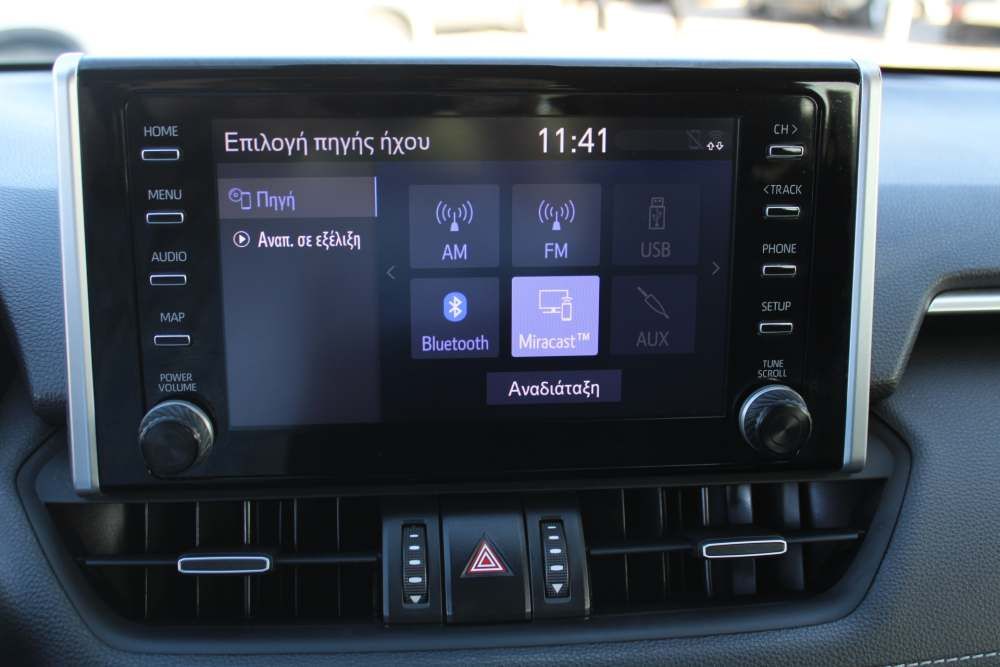 HOME
MENU
AUDIO
MAP
POWER
VOLUME
Επιλογή πηγής ήχου
11:41
Πηγή
Αναπ. σε εξέλιξη
AM
FM
USB
Bluetooth
Miracast™
AUX
Αναδιάταξη
CH >
< TRACK
PHONE
SETUP
TUNE
SCROLL